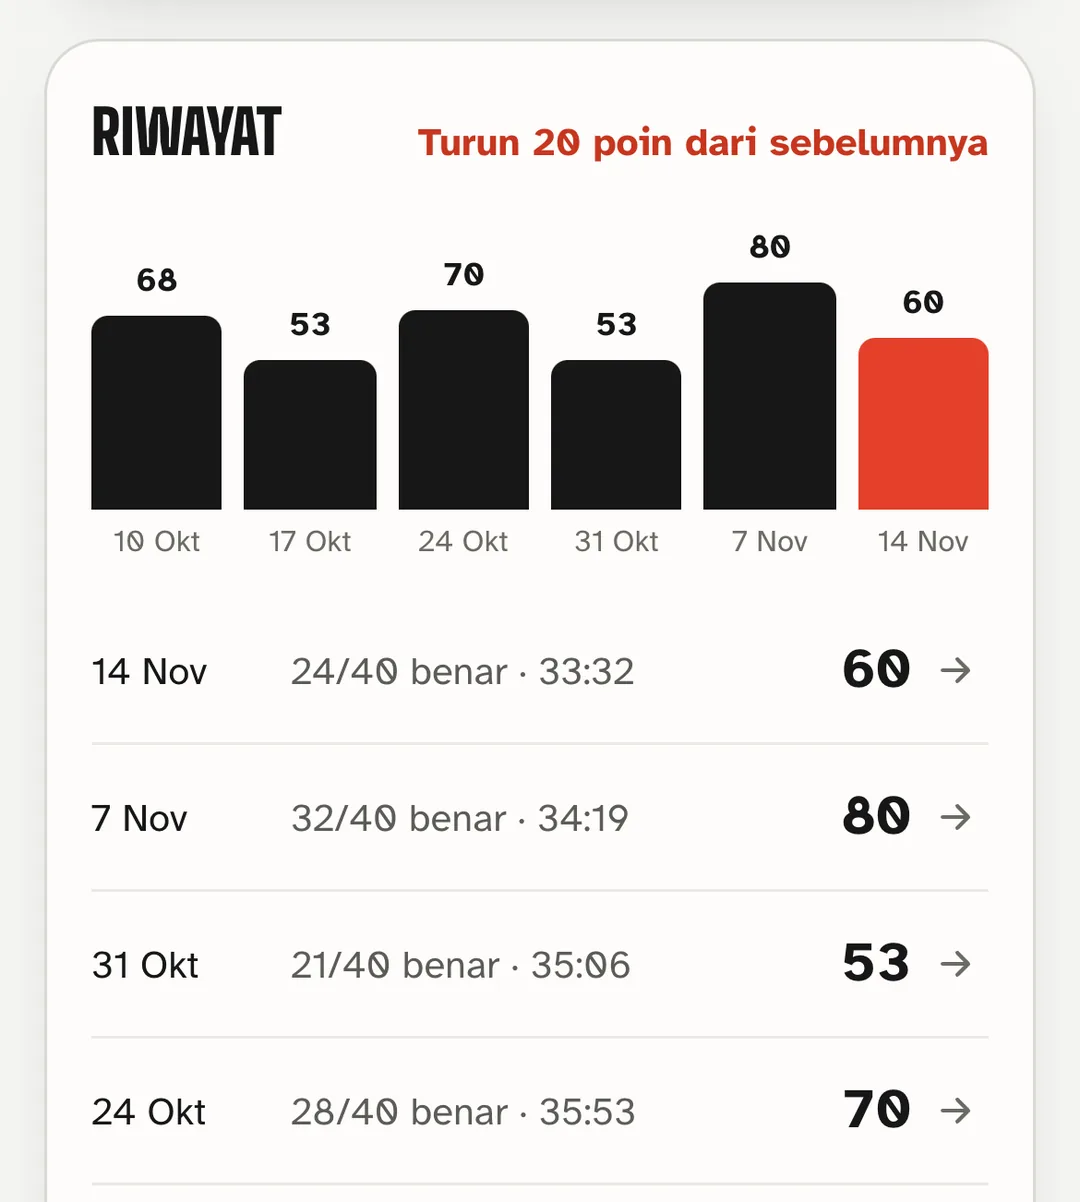 RIWAYAT
Turun 20 poin dari sebelumnya
68 53 70 53 80 60
10 Okt 17 Okt 24 Okt 31 Okt 7 Nov 14 Nov
14 Nov 24/40 benar · 33:32 60 →
7 Nov 32/40 benar · 34:19 80 →
31 Okt 21/40 benar · 35:06 53 →
24 Okt 28/40 benar · 35:53 70 →